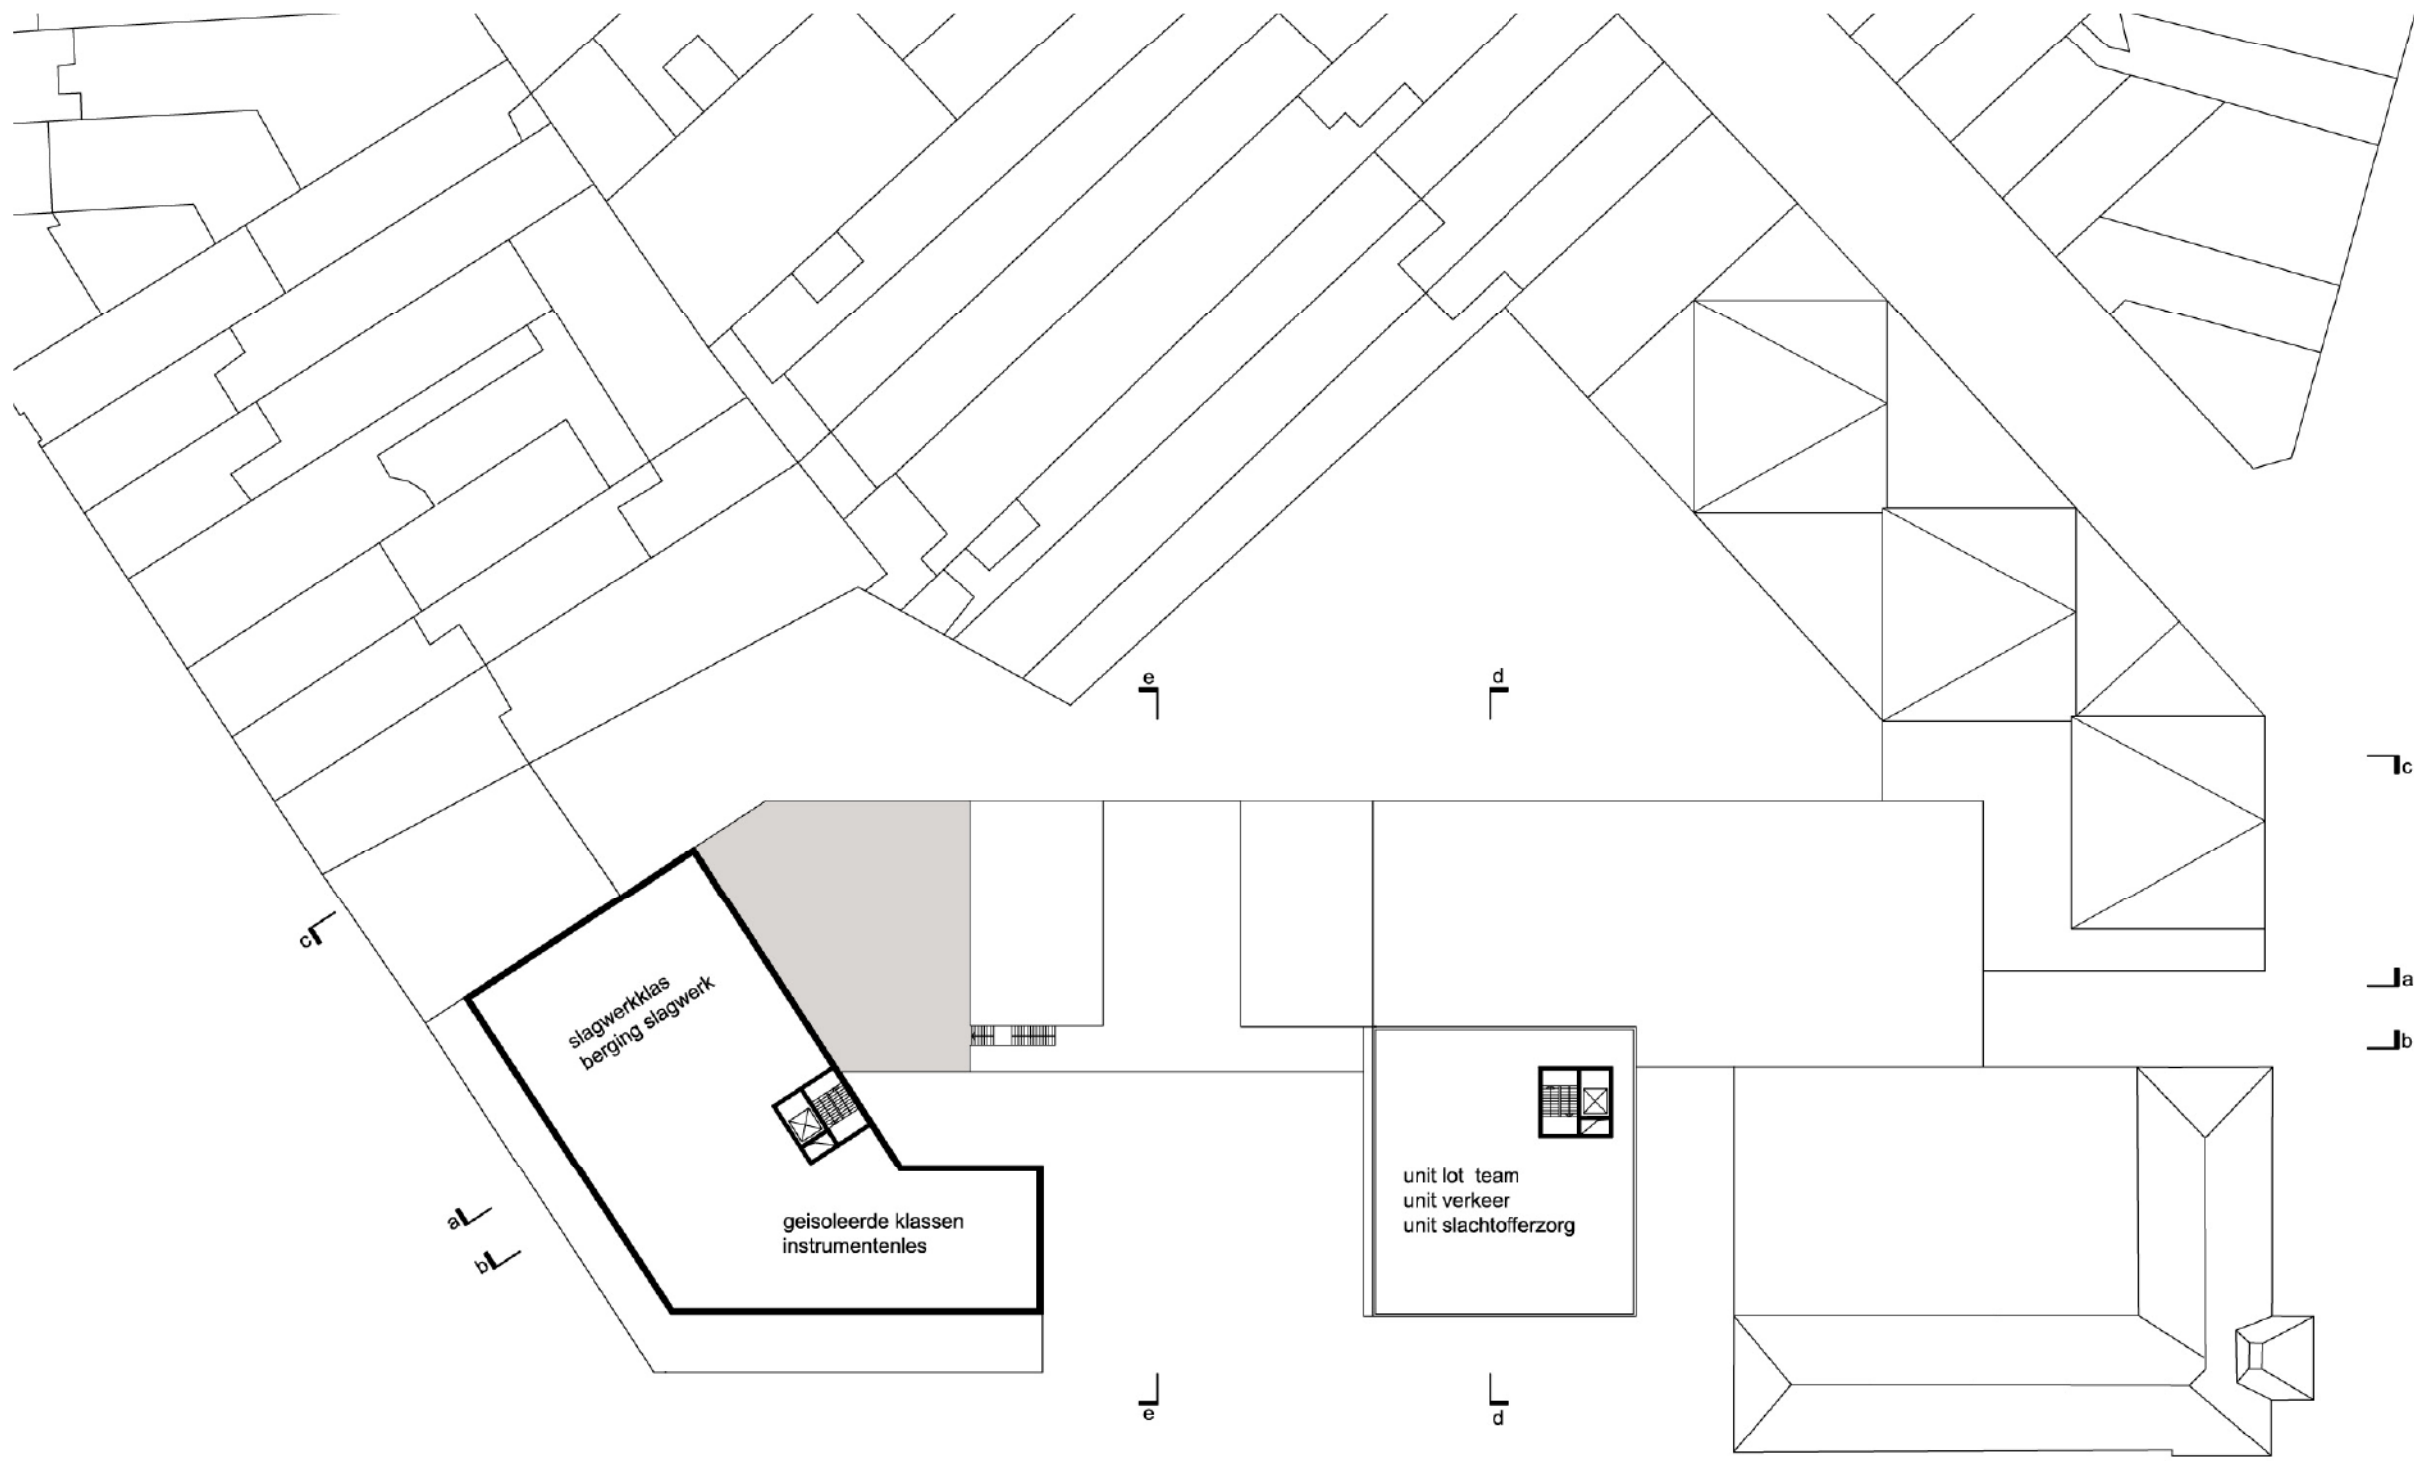 e
d
c
slagwerkklas
berging slagwerk
c
a
b
unit lot team
unit verkeer
unit slachtofferzorg
a
geisoleerde klassen
instrumentenles
b
e
d